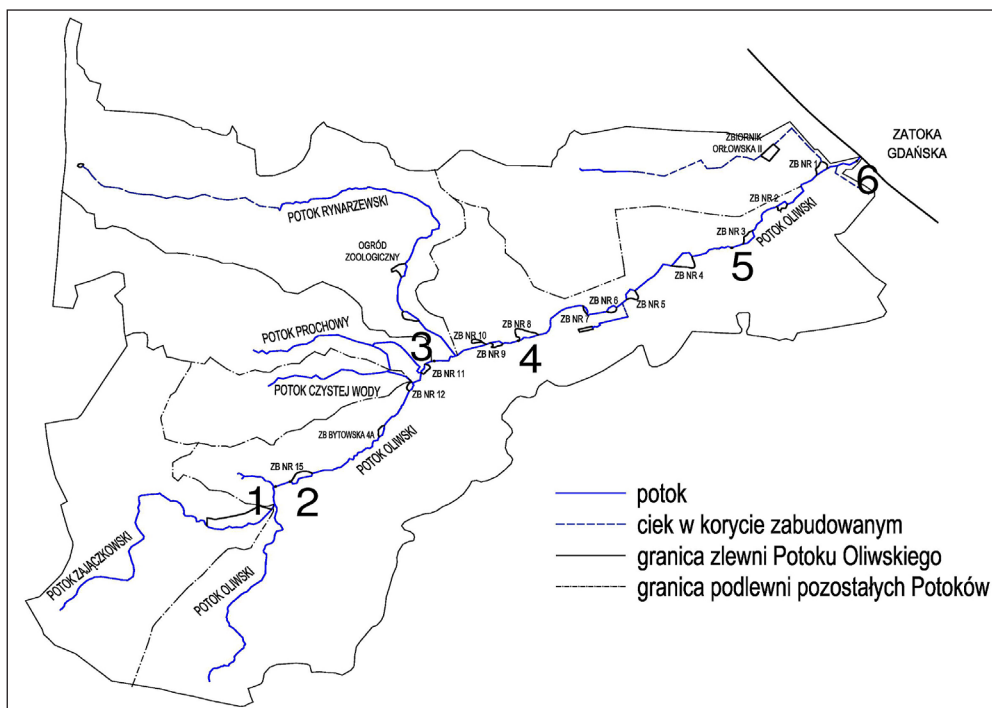 ZATOKA
GDAŃSKA
ZBIORNIK
ORŁOWSKA II
ZB NR 1
6
ZB NR 2
POTOK OLIWSKI
ZB NR 3
5
ZB NR 4
ZB NR 5
ZB NR 6
ZB NR 7
POTOK RYNARZEWSKI
OGRÓD
ZOOLOGICZNY
ZB NR 8
ZB NR 10
ZB NR 9
4
POTOK PROCHOWY
3
ZB NR 11
POTOK CZYSTEJ WODY
ZB NR 12
ZB BYTOWSKA 4A
POTOK OLIWSKI
ZB NR 15
1
2
POTOK ZAJĄCZKOWSKI
POTOK OLIWSKI
potok
ciek w korycie zabudowanym
granica zlewni Potoku Oliwskiego
granica podlewni pozostałych Potoków